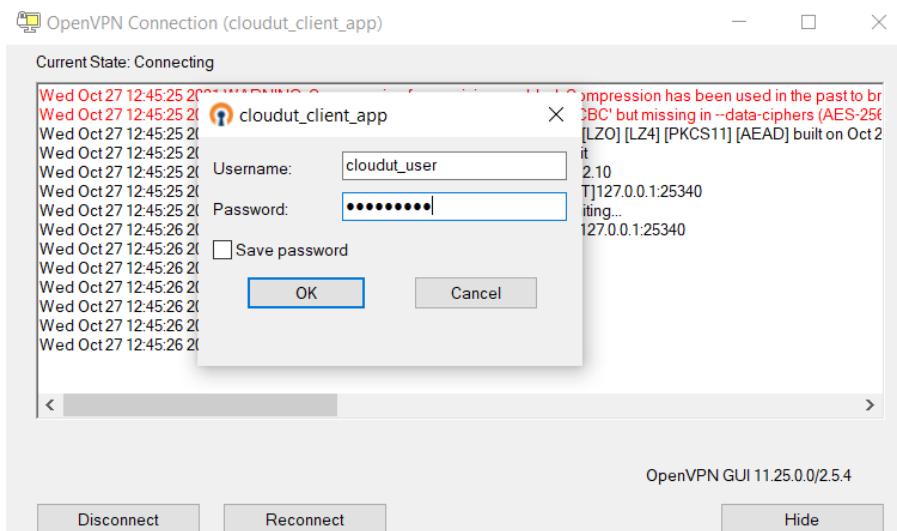 OpenVPN Connection (cloudut_client_app)
Current State: Connecting
Wed Oct 27 12:45:25 20 WARNING: Compression has been used in the past to br
Wed Oct 27 12:45:25 20 CBC' but missing in --data-ciphers (AES-256
Wed Oct 27 12:45:25 20 [LZO] [LZ4] [PKCS11] [AEAD] built on Oct 2
Wed Oct 27 12:45:25 20 it
Wed Oct 27 12:45:25 20 2.10
Wed Oct 27 12:45:25 20 T]127.0.0.1:25340
Wed Oct 27 12:45:25 20 iting...
Wed Oct 27 12:45:26 20 127.0.0.1:25340
Wed Oct 27 12:45:26 20
Wed Oct 27 12:45:26 20
Wed Oct 27 12:45:26 20
Wed Oct 27 12:45:26 20
Wed Oct 27 12:45:26 20
Wed Oct 27 12:45:26 20
cloudut_client_app
Username: cloudut_user
Password:
Save password
OK Cancel
OpenVPN GUI 11.25.0.0/2.5.4
Disconnect Reconnect Hide